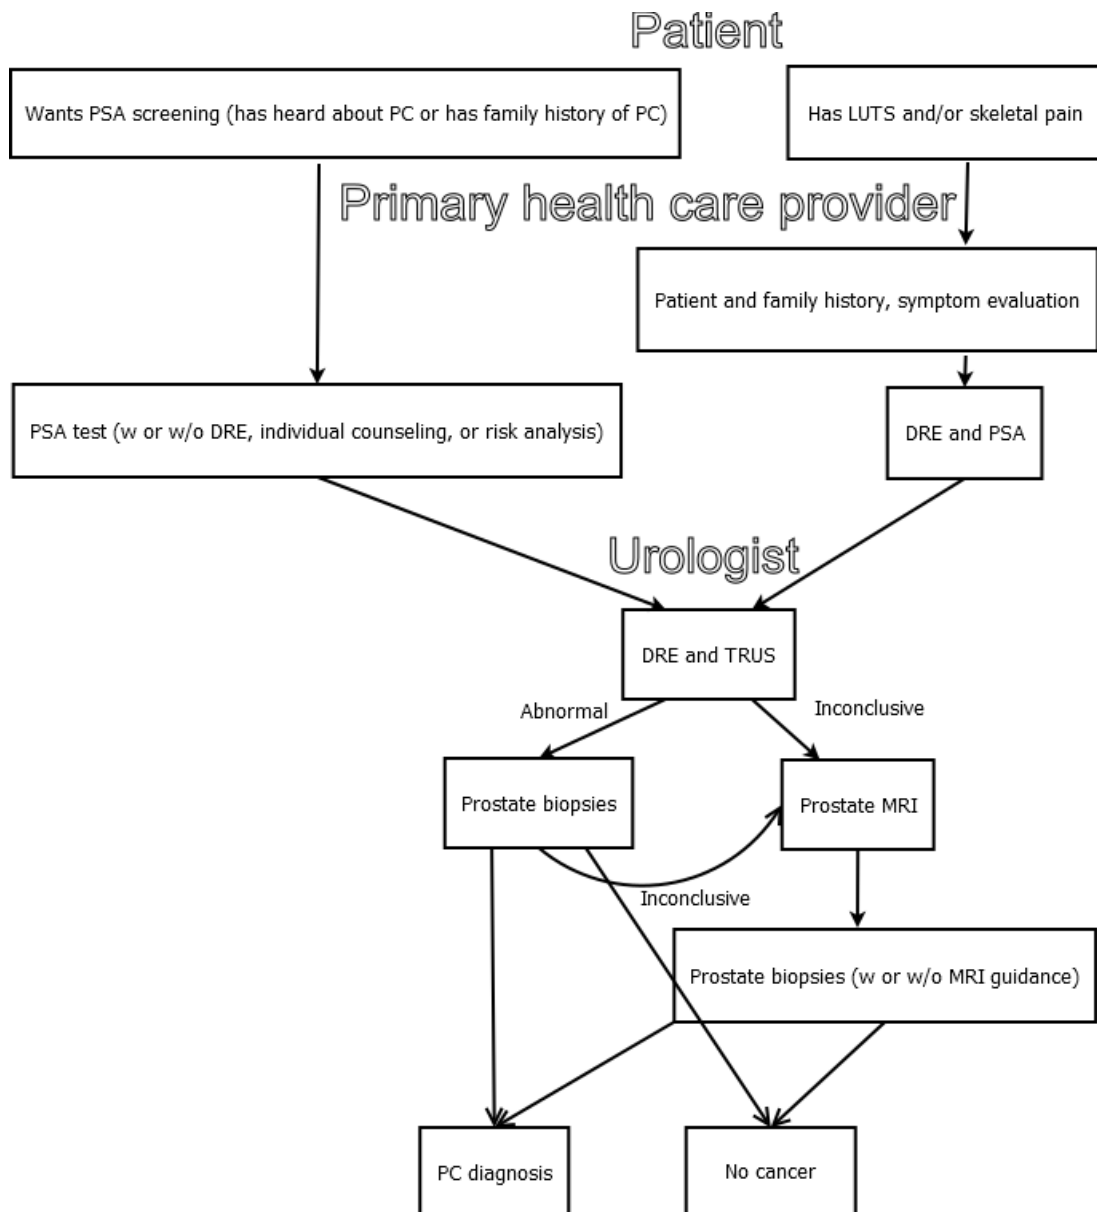 Patient
Wants PSA screening (has heard about PC or has family history of PC)
Has LUTS and/or skeletal pain
Primary health care provider
Patient and family history, symptom evaluation
PSA test (w or w/o DRE, individual counseling, or risk analysis)
DRE and PSA
Urologist
DRE and TRUS
Abnormal
Inconclusive
Prostate biopsies
Prostate MRI
Inconclusive
Prostate biopsies (w or w/o MRI guidance)
PC diagnosis
No cancer